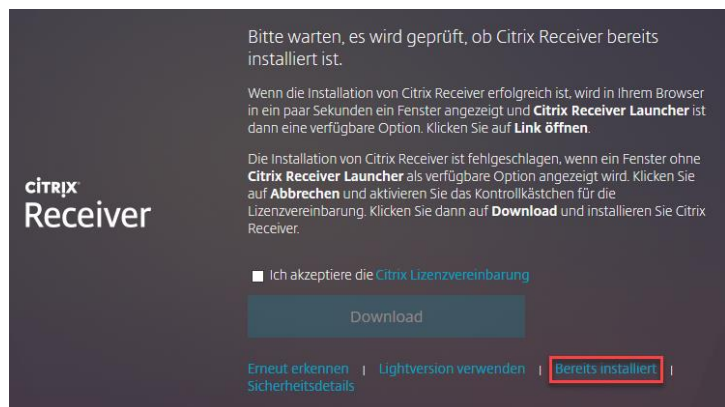 Bitte warten, es wird geprüft, ob Citrix Receiver bereits
installiert ist.
Wenn die Installation von Citrix Receiver erfolgreich ist, wird in Ihrem Browser
in ein paar Sekunden ein Fenster angezeigt und Citrix Receiver Launcher ist
dann eine verfügbare Option. Klicken Sie auf Link öffnen.
Die Installation von Citrix Receiver ist fehlgeschlagen, wenn ein Fenster ohne
Citrix Receiver Launcher als verfügbare Option angezeigt wird. Klicken Sie
auf Abbrechen und aktivieren Sie das Kontrollkästchen für die
Lizenzvereinbarung. Klicken Sie dann auf Download und installieren Sie Citrix
Receiver.
CITRIX
Receiver
Ich akzeptiere die Citrix Lizenzvereinbarung
Download
Erneut erkennen | Lightversion verwenden | Bereits installiert |
Sicherheitsdetails